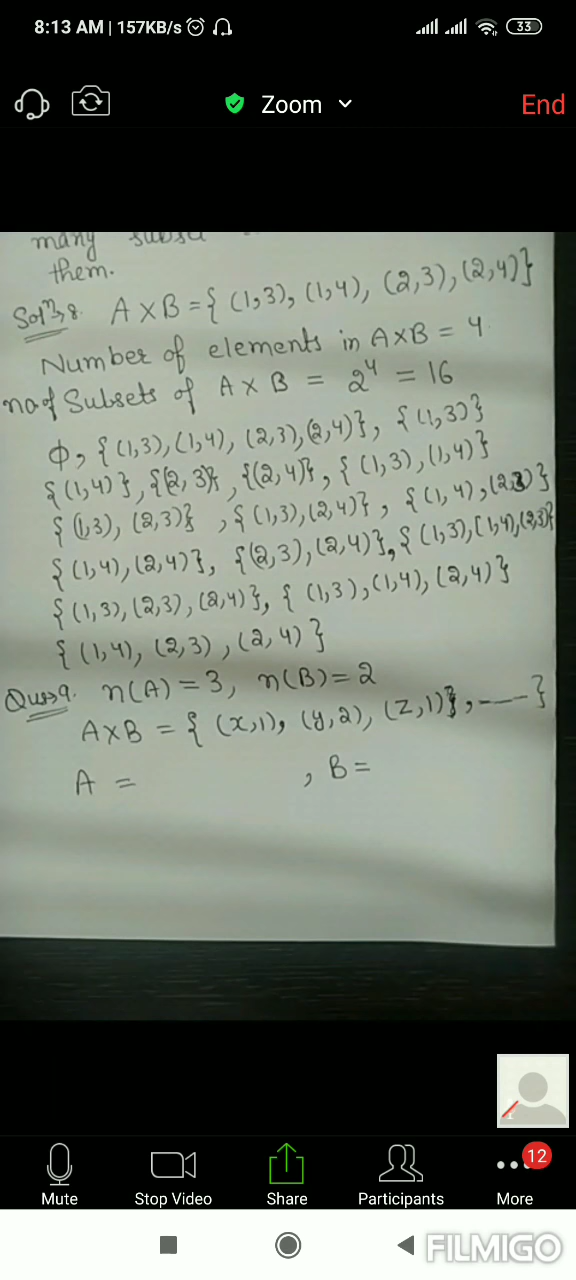 8:13 AM | 157KB/s
33
Zoom
End
many
them.
Solⁿ 8. A×B = { (1,3), (1,4), (2,3), (2,4)}
Number of elements in A×B = 4
no of Subsets of A × B = 2⁴ = 16
ϕ, { (1,3), (1,4), (2,3), (2,4)}, { (1,3)}
{ (1,4)}, {(2,3)}, {(2,4)}, { (1,3), (1,4)}
{ (1,3), (2,3)} , { (1,3), (2,4)}, { (1,4), (2,3)}
{ (1,4), (2,4)}, {(2,3), (2,4)}, { (1,3), (1,4), (2,3)}
{ (1,3), (2,3), (2,4)}, { (1,3), (1,4), (2,4)}
{ (1,4), (2,3), (2,4) }
Ques 9. n(A) = 3, n(B) = 2
A×B = { (x,1), (y,2), (z,1)}, —— }
A = , B =
12
Mute Stop Video Share Participants More
FILMIGO